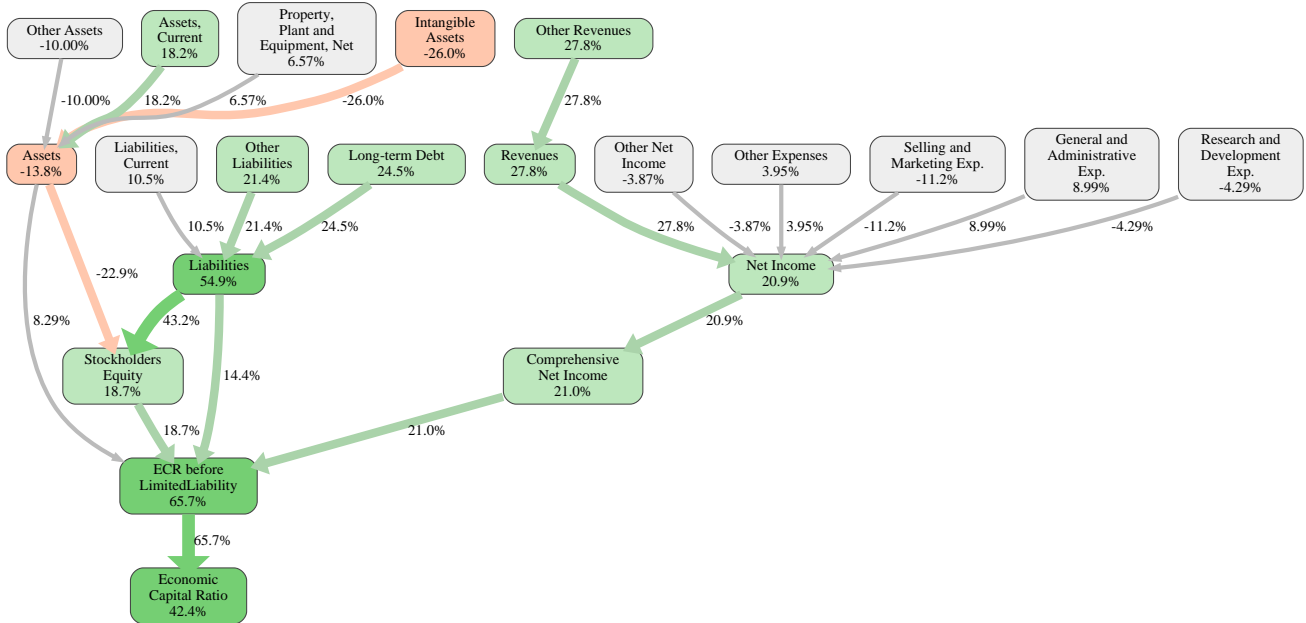 Other Assets
-10.00%
Assets,
Current
18.2%
Property,
Plant and
Equipment, Net
6.57%
Intangible
Assets
-26.0%
Other Revenues
27.8%
-10.00%
18.2%
6.57%
-26.0%
27.8%
Assets
-13.8%
Liabilities,
Current
10.5%
Other
Liabilities
21.4%
Long-term Debt
24.5%
Revenues
27.8%
Other Net
Income
-3.87%
Other Expenses
3.95%
Selling and
Marketing Exp.
-11.2%
General and
Administrative
Exp.
8.99%
Research and
Development
Exp.
-4.29%
10.5%
21.4%
24.5%
27.8%
-3.87%
3.95%
-11.2%
8.99%
-4.29%
Liabilities
54.9%
Net Income
20.9%
-22.9%
8.29%
43.2%
20.9%
Stockholders
Equity
18.7%
14.4%
Comprehensive
Net Income
21.0%
18.7%
21.0%
ECR before
LimitedLiability
65.7%
65.7%
Economic
Capital Ratio
42.4%